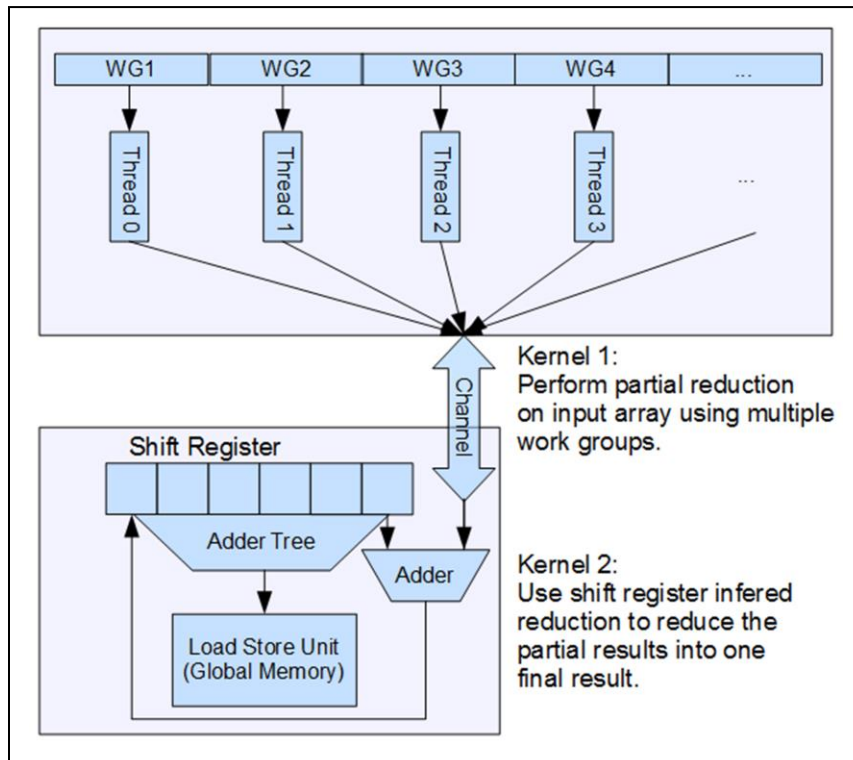 WG1 WG2 WG3 WG4 ...
Thread 0 Thread 1 Thread 2 Thread 3 ...
Channel
Kernel 1:
Perform partial reduction
on input array using multiple
work groups.
Shift Register
Adder Tree
Adder
Load Store Unit
(Global Memory)
Kernel 2:
Use shift register infered
reduction to reduce the
partial results into one
final result.